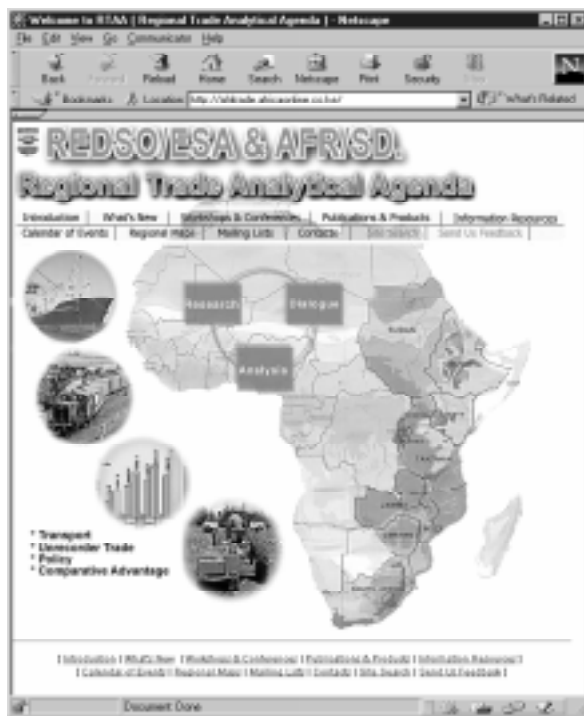 Welcome to RTAA ( Regional Trade Analytical Agenda ) - Netscape
File Edit View Go Communicator Help
Back Forward Reload Home Search Netscape Print Security Stop
Bookmarks Location: What's Related
REDSO/ESA & AFR/SD.
Regional Trade Analytical Agenda
Introduction | What's New | Workshops & Conferences | Publications & Products | Information Resources
Calendar of Events | Regional Maps | Mailing Lists | Contacts | Site Search | Send Us Feedback
Research Dialogue
Analysis
SUDAN
* Transport
* Unrecorder Trade
* Policy
* Comparative Advantage
[ Introduction | What's New | Workshops & Conferences | Publications & Products | Information Resources ]
[ Calendar of Events | Regional Maps | Mailing Lists | Contacts | Site Search | Send Us Feedback ]
Document: Done